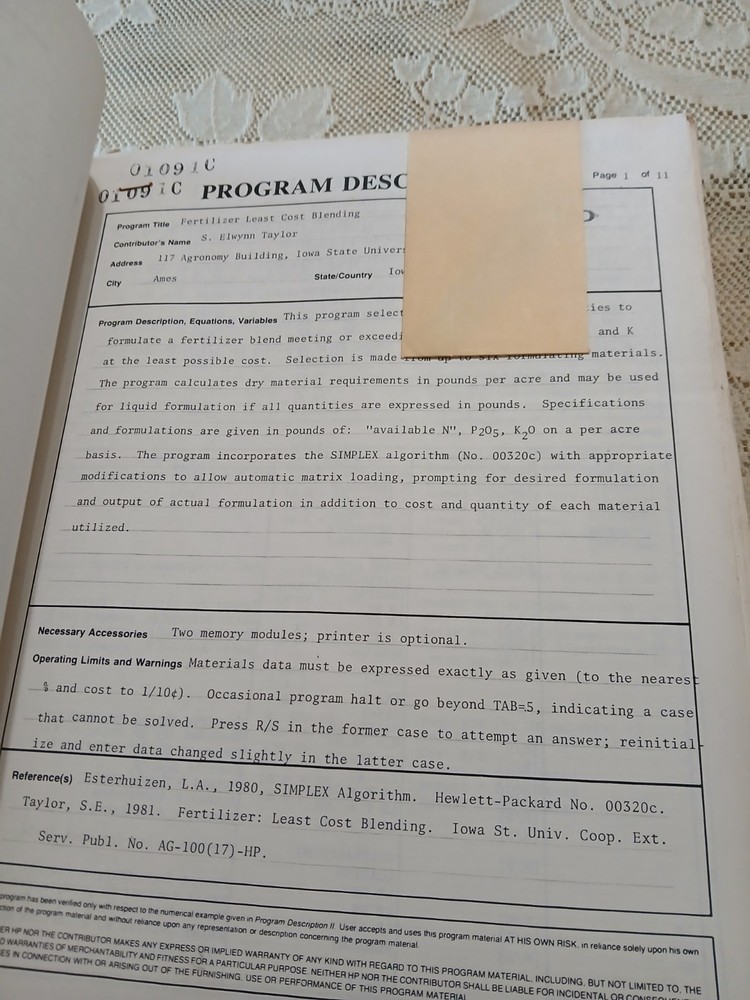 01091C
01091C PROGRAM DESC
Page 1 of 11
Program Title Fertilizer Least Cost Blending
Contributor's Name S. Elwynn Taylor
Address 117 Agronomy Building, Iowa State Univers
City Ames State/Country Iow
Program Description, Equations, Variables This program select ies to
formulate a fertilizer blend meeting or exceedi and K
at the least possible cost. Selection is made from up to six formulating materials.
The program calculates dry material requirements in pounds per acre and may be used
for liquid formulation if all quantities are expressed in pounds. Specifications
and formulations are given in pounds of: "available N", P2O5, K2O on a per acre
basis. The program incorporates the SIMPLEX algorithm (No. 00320c) with appropriate
modifications to allow automatic matrix loading, prompting for desired formulation
and output of actual formulation in addition to cost and quantity of each material
utilized.
Necessary Accessories Two memory modules; printer is optional.
Operating Limits and Warnings Materials data must be expressed exactly as given (to the nearest
% and cost to 1/10¢). Occasional program halt or go beyond TAB=5, indicating a case
that cannot be solved. Press R/S in the former case to attempt an answer; reinitial-
ize and enter data changed slightly in the latter case.
Reference(s) Esterhuizen, L.A., 1980, SIMPLEX Algorithm. Hewlett-Packard No. 00320c.
Taylor, S.E., 1981. Fertilizer: Least Cost Blending. Iowa St. Univ. Coop. Ext.
Serv. Publ. No. AG-100(17)-HP.
program has been verified only with respect to the numerical example given in Program Description II. User accepts and uses this program material AT HIS OWN RISK, in reliance solely upon his own
ction of the program material and without reliance upon any representation or description concerning the program material.
ER HP NOR THE CONTRIBUTOR MAKES ANY EXPRESS OR IMPLIED WARRANTY OF ANY KIND WITH REGARD TO THIS PROGRAM MATERIAL, INCLUDING, BUT NOT LIMITED TO, THE
D WARRANTIES OF MERCHANTABILITY AND FITNESS FOR A PARTICULAR PURPOSE. NEITHER HP NOR THE CONTRIBUTOR SHALL BE LIABLE FOR INCIDENTAL OR CONSEQUE
ES IN CONNECTION WITH OR ARISING OUT OF THE FURNISHING, USE OR PERFORMANCE OF THIS PROGRAM MATERIAL